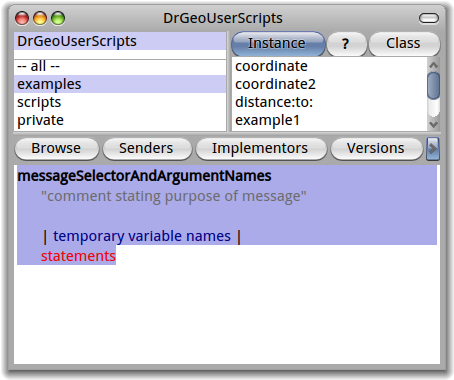 DrGeoUserScripts
DrGeoUserScripts
-- all --
examples
scripts
private
Instance ? Class
coordinate
coordinate2
distance:to:
example1
Browse Senders Implementors Versions
messageSelectorAndArgumentNames
"comment stating purpose of message"
| temporary variable names |
statements